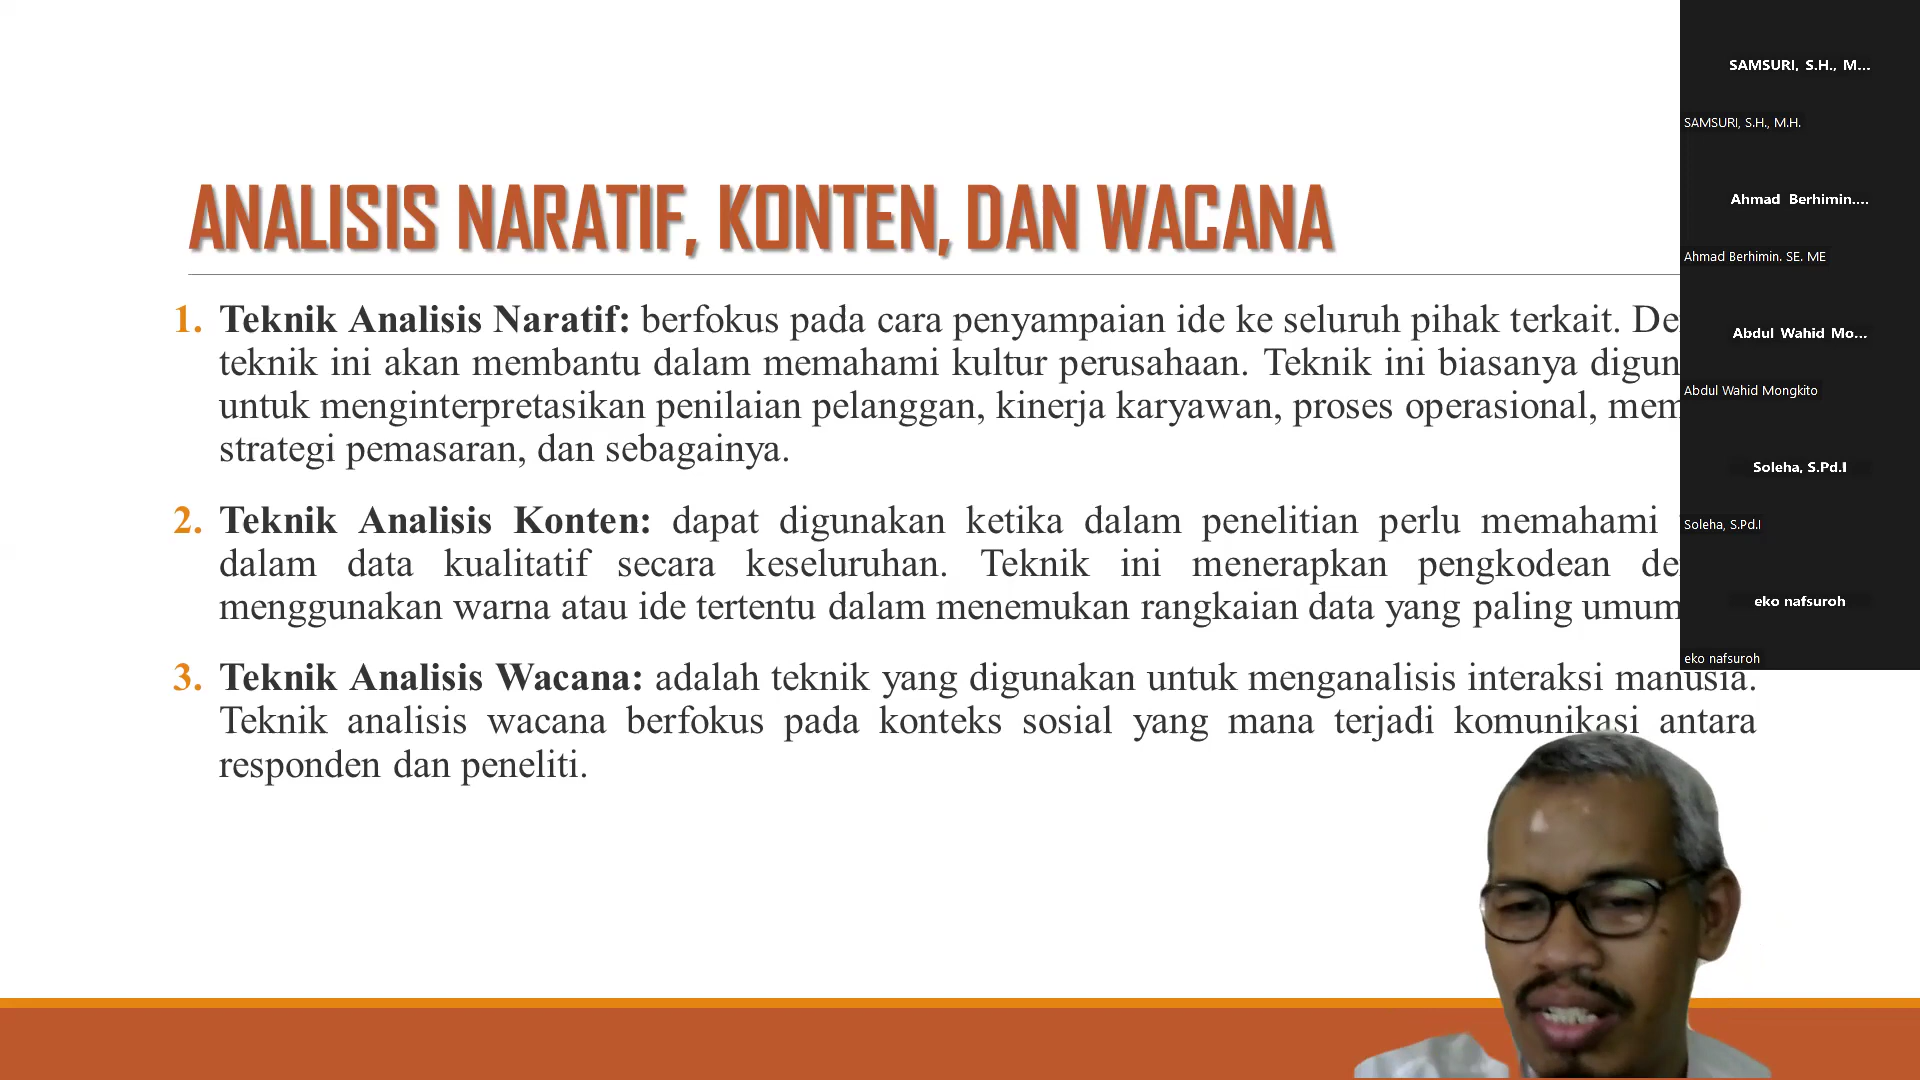 ANALISIS NARATIF, KONTEN, DAN WACANA
1. Teknik Analisis Naratif: berfokus pada cara penyampaian ide ke seluruh pihak terkait.
teknik ini akan membantu dalam memahami kultur perusahaan. Teknik ini biasanya
untuk menginterpretasikan penilaian pelanggan, kinerja karyawan, proses operasional,
strategi pemasaran, dan sebagainya.
2. Teknik Analisis Konten: dapat digunakan ketika dalam penelitian perlu memahami
dalam data kualitatif secara keseluruhan. Teknik ini menerapkan pengkodean
menggunakan warna atau ide tertentu dalam menemukan rangkaian data yang paling umum
3. Teknik Analisis Wacana: adalah teknik yang digunakan untuk menganalisis interaksi manusia.
Teknik analisis wacana berfokus pada konteks sosial yang mana terjadi komunikasi antara
responden dan peneliti.
SAMSURI, S.H., M...
SAMSURI, S.H., M.H.
Ahmad Berhimin....
Ahmad Berhimin. SE. ME
Abdul Wahid Mo...
Abdul Wahid Mongkito
Soleha, S.Pd.I
Soleha, S.Pd.I
eko nafsuroh
eko nafsuroh